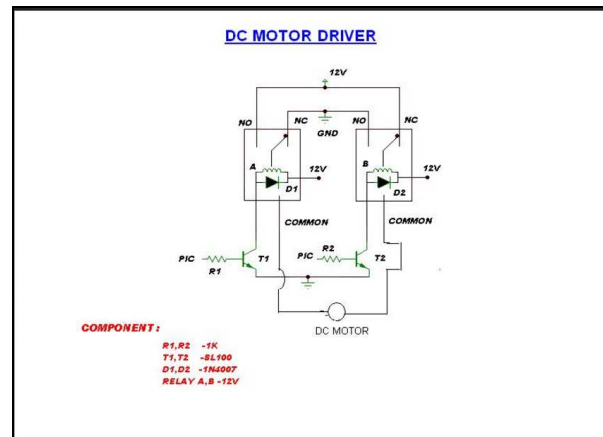 DC MOTOR DRIVER
12V
NO
NC
NO
NC
GND
A
12V
D1
B
12V
D2
COMMON
COMMON
PIC
R1
T1
PIC
R2
T2
DC MOTOR
COMPONENT :
R1,R2 -1K
T1,T2 -SL100
D1,D2 -1N4007
RELAY A,B -12V